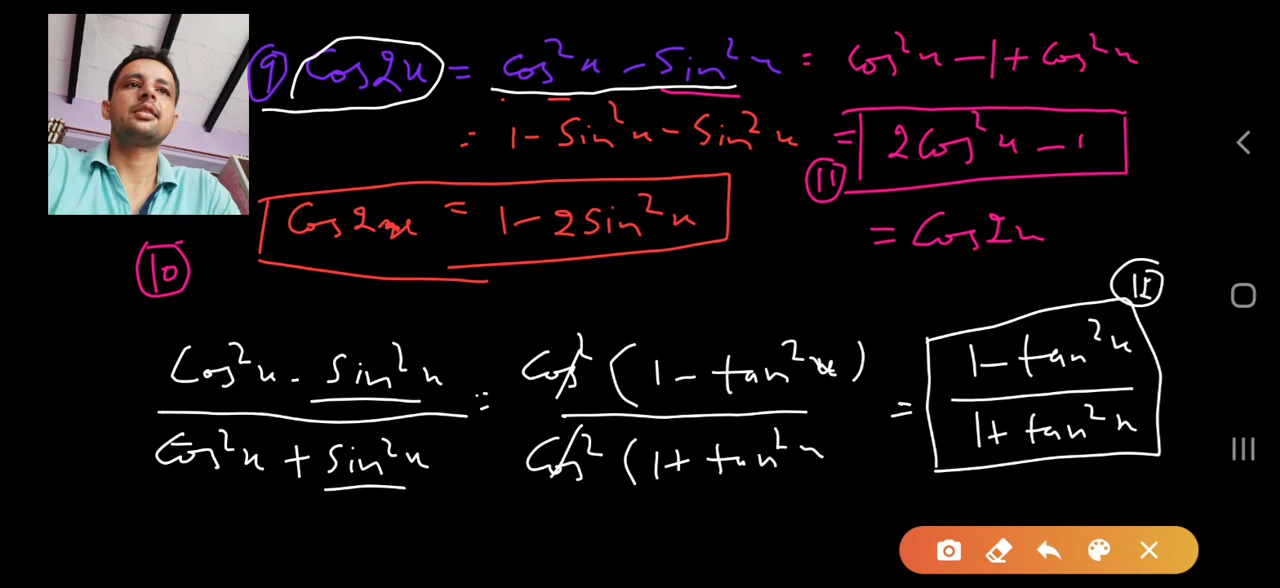 ⑨ Cos2x = Cos²x - Sin²x = Cos²x - 1 + Cos²x
= 1 - Sin²x - Sin²x = 2Cos²x - 1
⑪
Cos2x = 1 - 2Sin²x
= Cos2x
⑩
⑫
Cos²x - Sin²x / Cos²x + Sin²x = Cos² (1 - tan²x) / Cos² (1 + tan²x = 1 - tan²x / 1 + tan²x